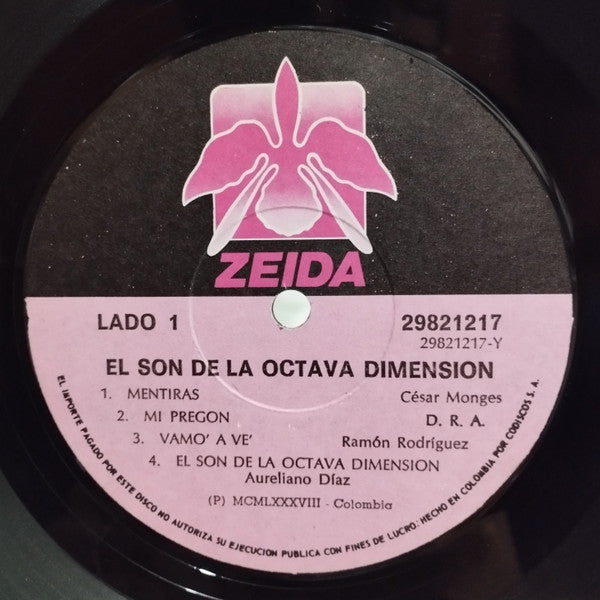 ZEIDA
LADO 1
29821217
29821217-Y
EL SON DE LA OCTAVA DIMENSION
1. MENTIRAS César Monges
2. MI PREGON D. R. A.
3. VAMO' A VE' Ramón Rodríguez
4. EL SON DE LA OCTAVA DIMENSION
Aureliano Díaz
(P) MCMLXXXVIII - Colombia
EL IMPORTE PAGADO POR ESTE DISCO NO AUTORIZA SU EJECUCION PUBLICA CON FINES DE LUCRO: HECHO EN COLOMBIA POR CODISCOS S. A.